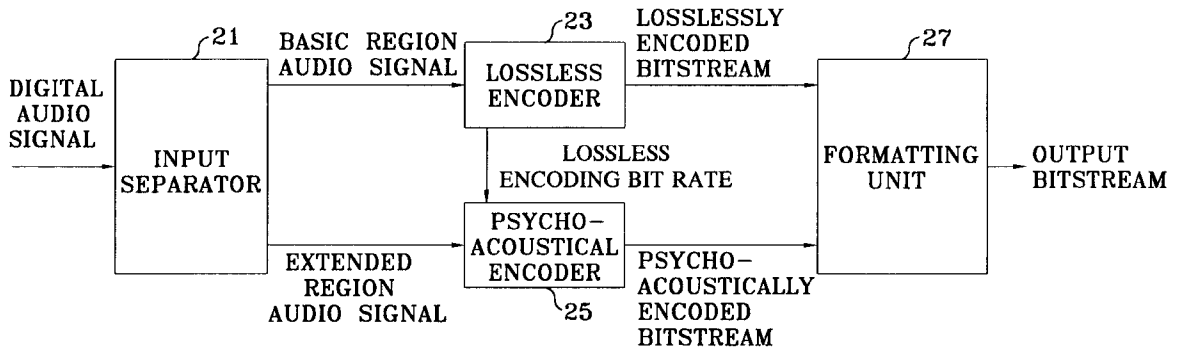 DIGITAL
AUDIO
SIGNAL
21
INPUT
SEPARATOR
BASIC REGION
AUDIO SIGNAL
EXTENDED
REGION
AUDIO SIGNAL
23
LOSSLESS
ENCODER
LOSSLESS
ENCODING BIT RATE
PSYCHO-
ACOUSTICAL
ENCODER
25
LOSSLESSLY
ENCODED
BITSTREAM
PSYCHO-
ACOUSTICALLY
ENCODED
BITSTREAM
27
FORMATTING
UNIT
OUTPUT
BITSTREAM